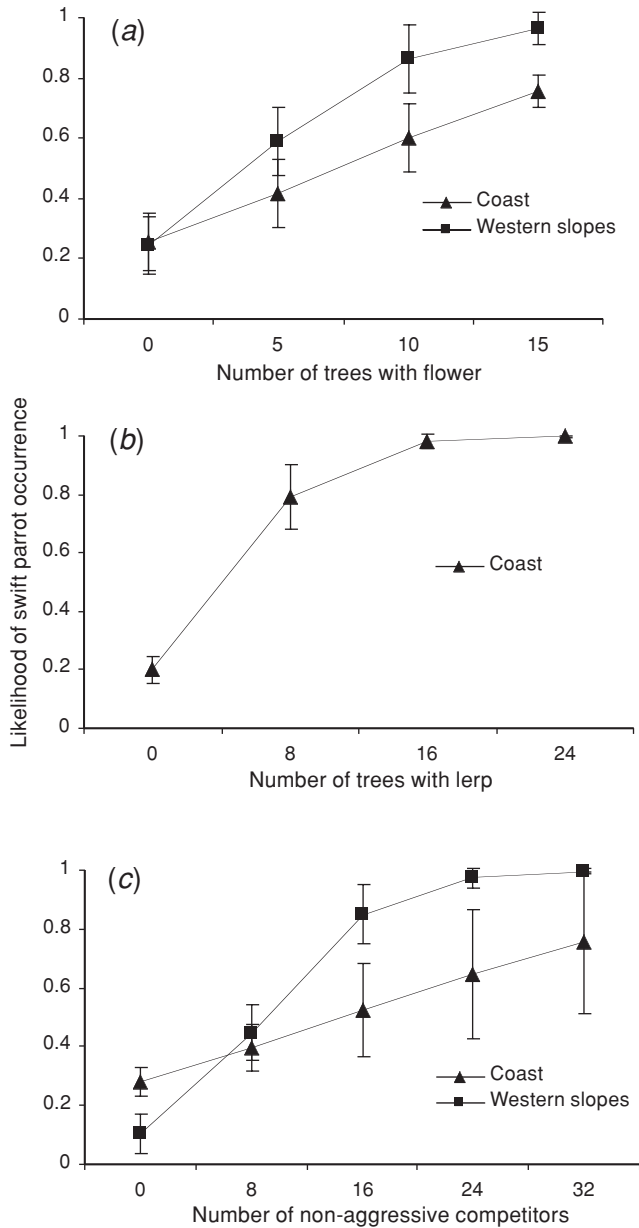 Likelihood of swift parrot occurrence
(a)
1
0.8
0.6
0.4
0.2
0
Coast
Western slopes
0 5 10 15
Number of trees with flower
(b)
1
0.8
0.6
0.4
0.2
0
Coast
0 8 16 24
Number of trees with lerp
(c)
1
0.8
0.6
0.4
0.2
0
Coast
Western slopes
0 8 16 24 32
Number of non-aggressive competitors